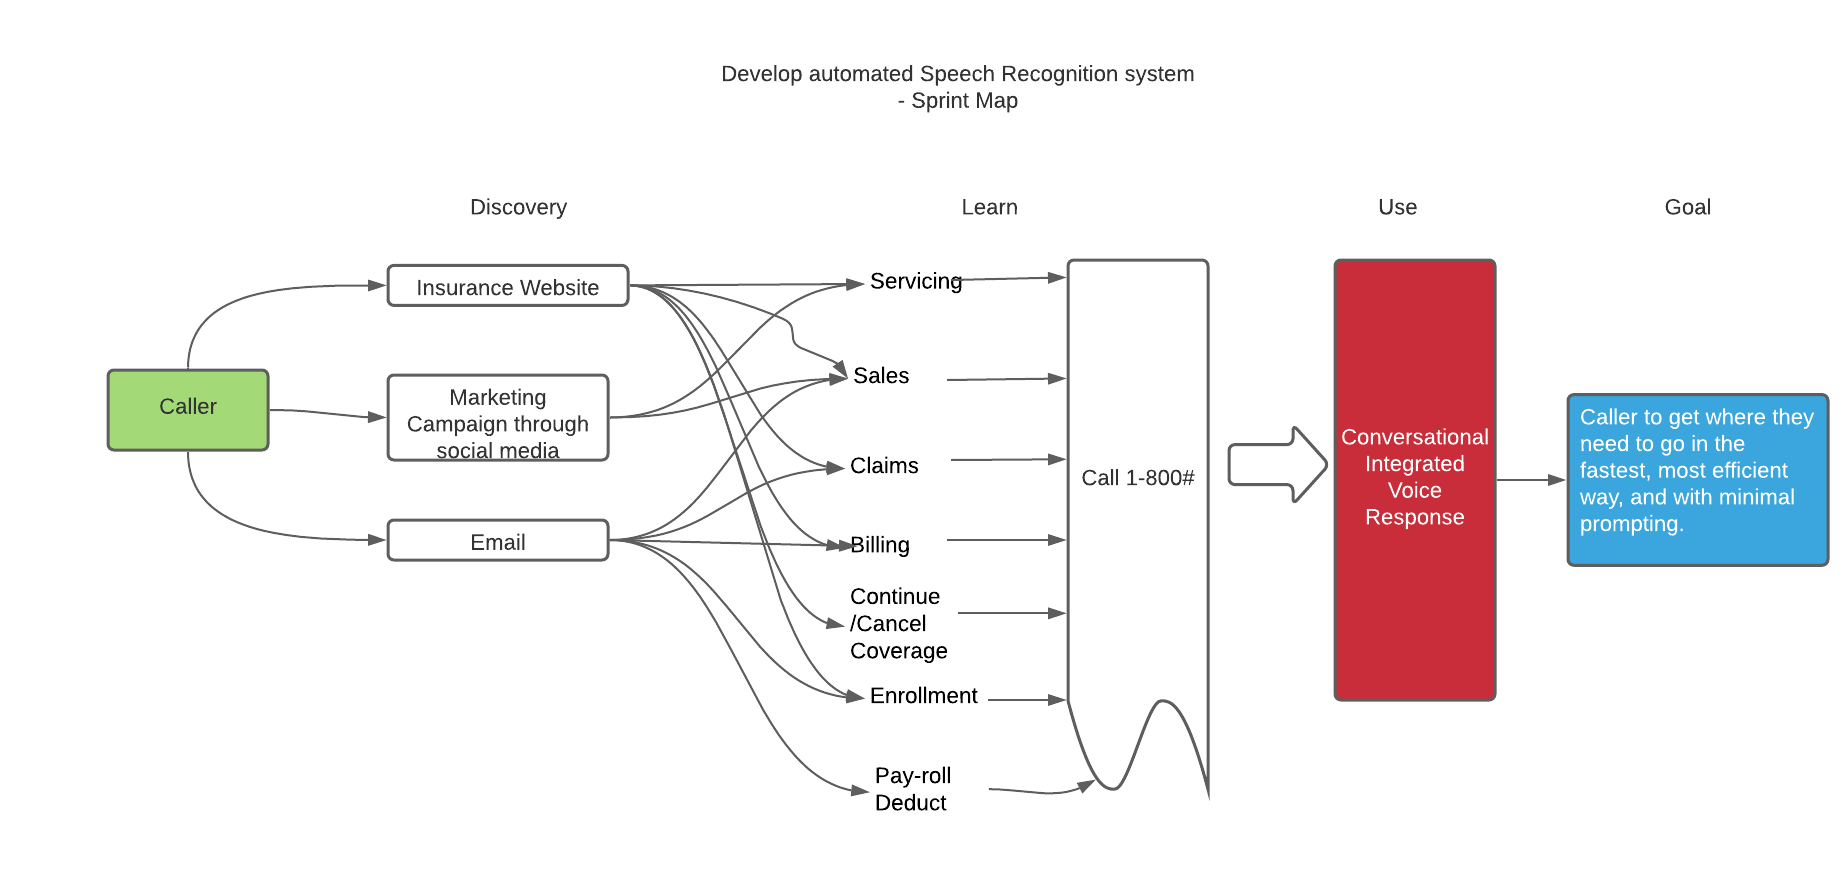 Develop automated Speech Recognition system
- Sprint Map
Discovery
Learn
Use
Goal
Caller
Insurance Website
Marketing
Campaign through
social media
Email
Servicing
Sales
Claims
Billing
Continue
/Cancel
Coverage
Enrollment
Pay-roll
Deduct
Call 1-800#
Conversational
Integrated
Voice
Response
Caller to get where they
need to go in the
fastest, most efficient
way, and with minimal
prompting.